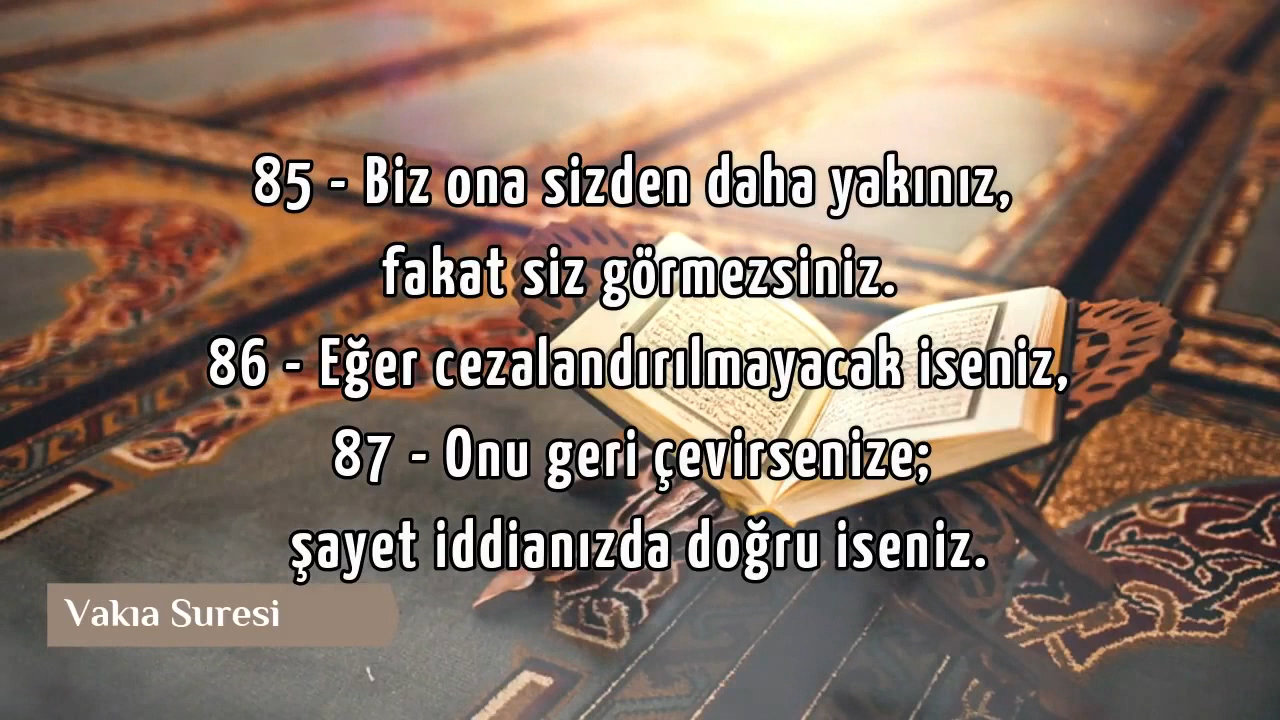 85 - Biz ona sizden daha yakınız,
fakat siz görmezsiniz.
86 - Eğer cezalandırılmayacak iseniz,
87 - Onu geri çevirsenize;
şayet iddianızda doğru iseniz.
Vakıa Suresi